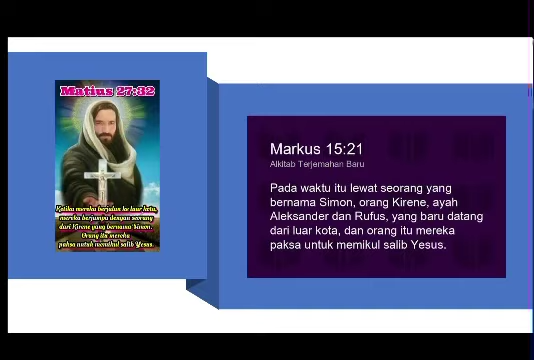 Matius 27:32
Ketika mereka berjalan ke luar kota,
mereka berjumpa dengan seorang
dari Kirene yang bernama Simon.
Orang itu mereka
paksa untuk memikul salib Yesus.
Markus 15:21
Alkitab Terjemahan Baru
Pada waktu itu lewat seorang yang
bernama Simon, orang Kirene, ayah
Aleksander dan Rufus, yang baru datang
dari luar kota, dan orang itu mereka
paksa untuk memikul salib Yesus.